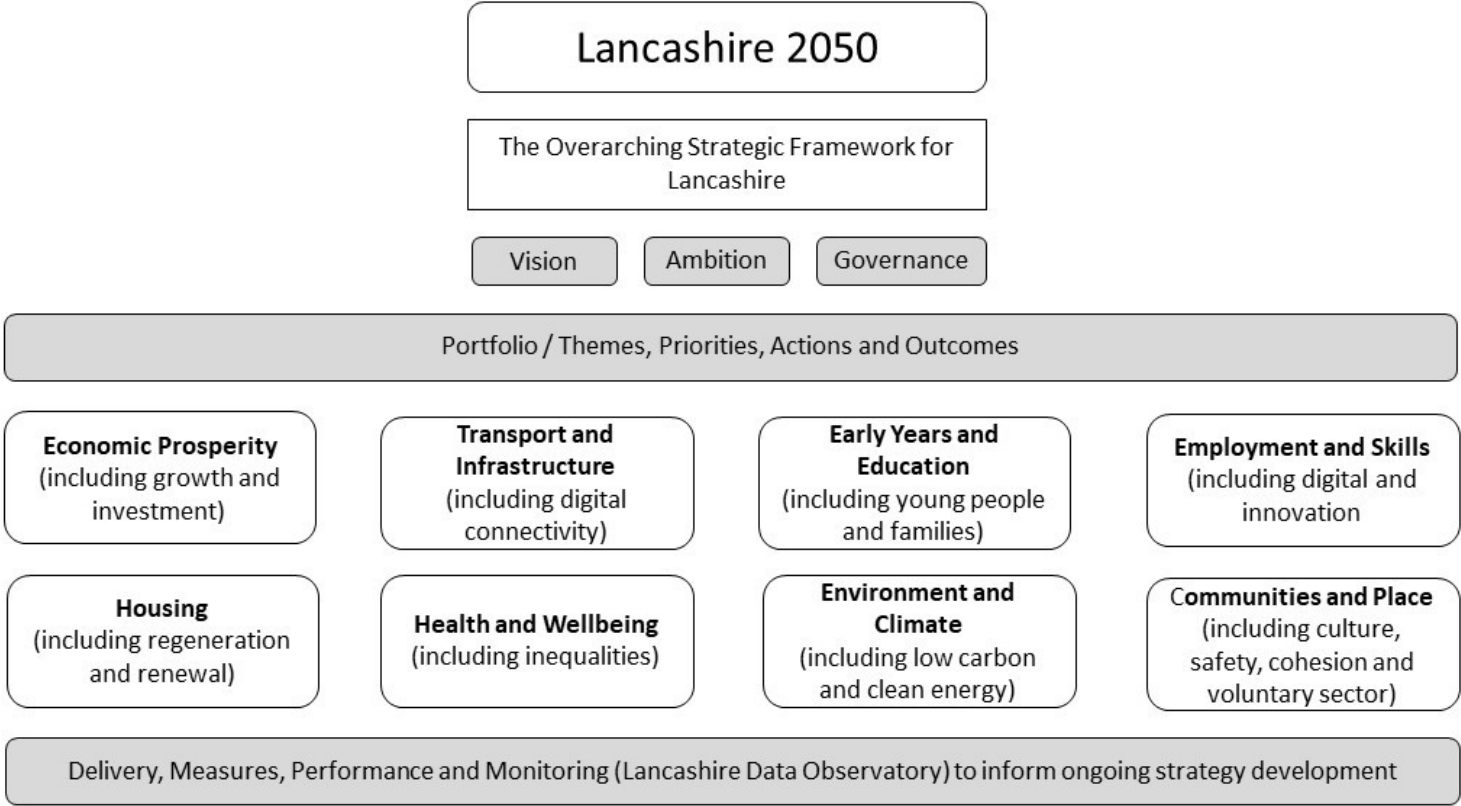 Lancashire 2050
The Overarching Strategic Framework for
Lancashire
Vision
Ambition
Governance
Portfolio / Themes, Priorities, Actions and Outcomes
Economic Prosperity
(including growth and
investment)
Transport and
Infrastructure
(including digital
connectivity)
Early Years and
Education
(including young people
and families)
Employment and Skills
(including digital and
innovation
Housing
(including regeneration
and renewal)
Health and Wellbeing
(including inequalities)
Environment and
Climate
(including low carbon
and clean energy)
Communities and Place
(including culture,
safety, cohesion and
voluntary sector)
Delivery, Measures, Performance and Monitoring (Lancashire Data Observatory) to inform ongoing strategy development